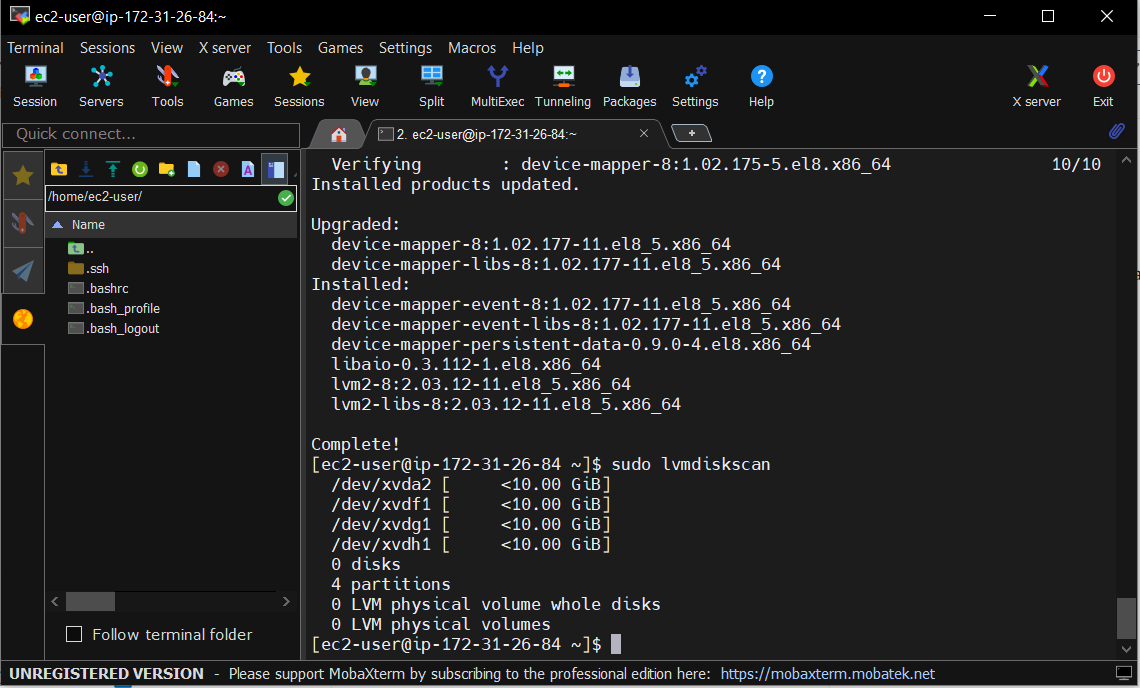 ec2-user@ip-172-31-26-84:~
Terminal Sessions View X server Tools Games Settings Macros Help
Session Servers Tools Games Sessions View Split MultiExec Tunneling Packages Settings Help X server Exit
Quick connect...
2. ec2-user@ip-172-31-26-84:~
/home/ec2-user/
Name
..
.ssh
.bashrc
.bash_profile
.bash_logout
Follow terminal folder
Verifying : device-mapper-8:1.02.175-5.el8.x86_64 10/10
Installed products updated.
Upgraded:
device-mapper-8:1.02.177-11.el8_5.x86_64
device-mapper-libs-8:1.02.177-11.el8_5.x86_64
Installed:
device-mapper-event-8:1.02.177-11.el8_5.x86_64
device-mapper-event-libs-8:1.02.177-11.el8_5.x86_64
device-mapper-persistent-data-0.9.0-4.el8.x86_64
libaio-0.3.112-1.el8.x86_64
lvm2-8:2.03.12-11.el8_5.x86_64
lvm2-libs-8:2.03.12-11.el8_5.x86_64
Complete!
[ec2-user@ip-172-31-26-84 ~]$ sudo lvmdiskscan
/dev/xvda2 [ <10.00 GiB]
/dev/xvdf1 [ <10.00 GiB]
/dev/xvdg1 [ <10.00 GiB]
/dev/xvdh1 [ <10.00 GiB]
0 disks
4 partitions
0 LVM physical volume whole disks
0 LVM physical volumes
[ec2-user@ip-172-31-26-84 ~]$
UNREGISTERED VERSION - Please support MobaXterm by subscribing to the professional edition here: https://mobaxterm.mobatek.net